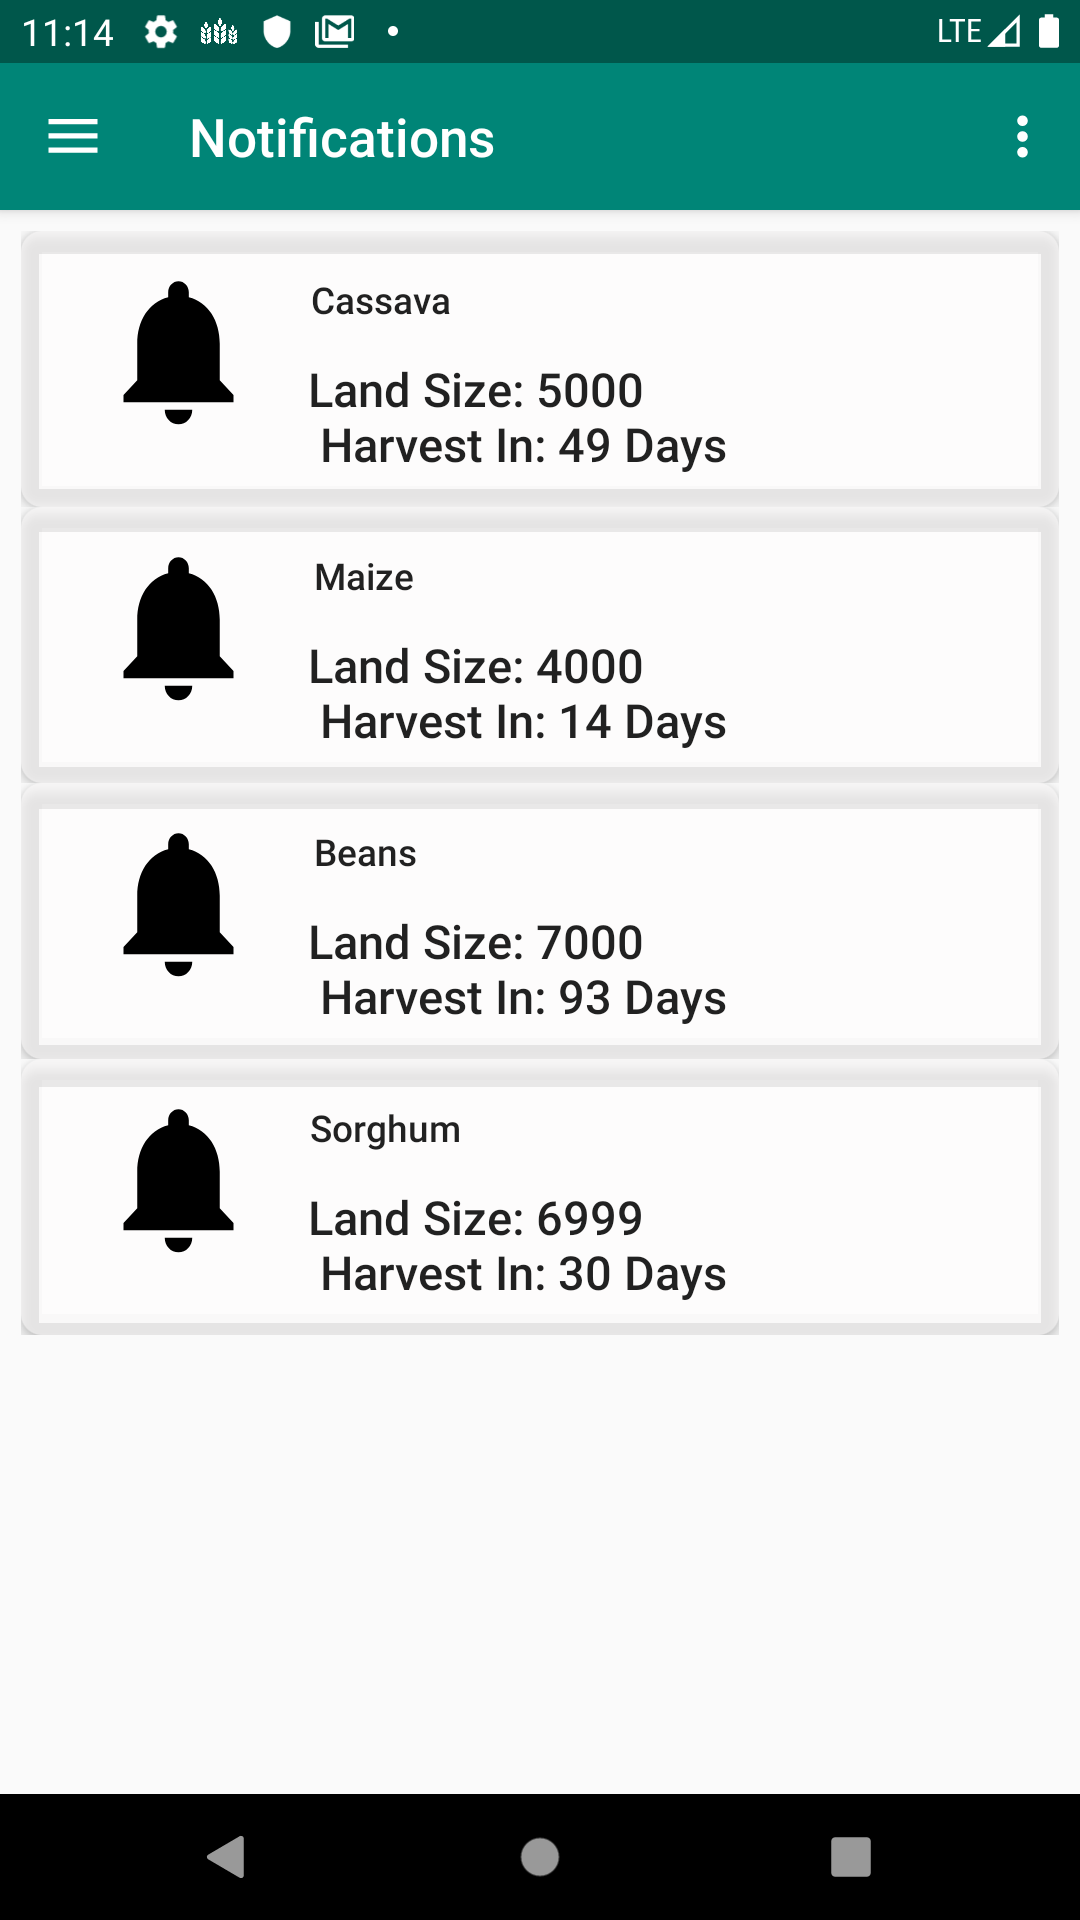 11:14 LTE
Notifications
Cassava
Land Size: 5000
Harvest In: 49 Days
Maize
Land Size: 4000
Harvest In: 14 Days
Beans
Land Size: 7000
Harvest In: 93 Days
Sorghum
Land Size: 6999
Harvest In: 30 Days